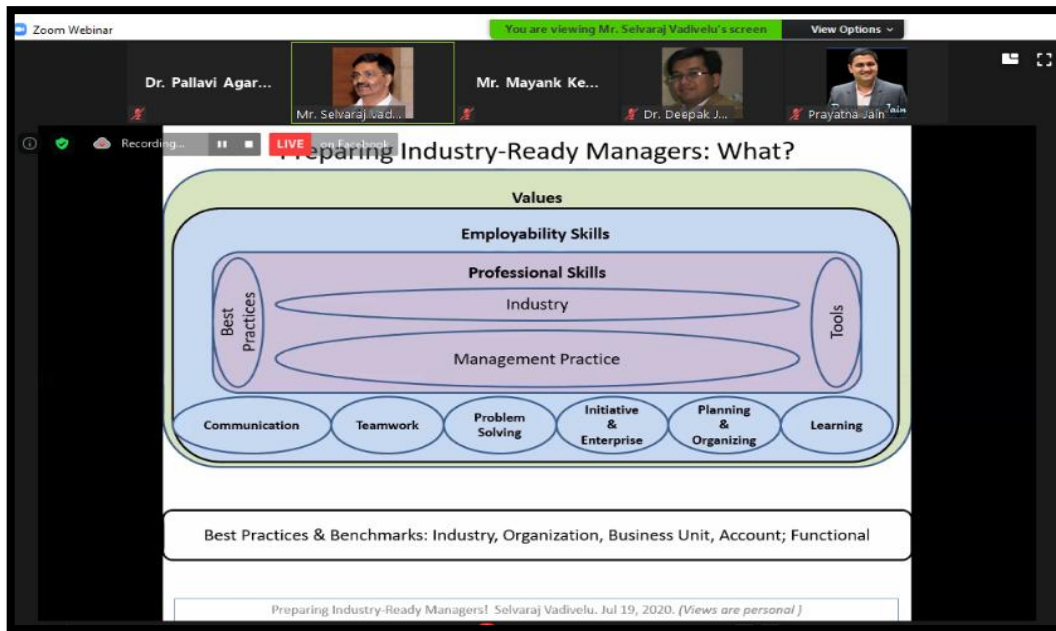 Zoom Webinar
You are viewing Mr. Selvaraj Vadivelu's screen
View Options
Dr. Pallavi Agar...
Mr. Selvaraj Vad...
Mr. Mayank Ke...
Dr. Deepak J...
Prayatna Jain
Jain
Recording...
LIVE on Facebook
Preparing Industry-Ready Managers: What?
Values
Employability Skills
Professional Skills
Best
Practices
Industry
Management Practice
Tools
Communication
Teamwork
Problem
Solving
Initiative
&
Enterprise
Planning
&
Organizing
Learning
Best Practices & Benchmarks: Industry, Organization, Business Unit, Account; Functional
Preparing Industry-Ready Managers! Selvaraj Vadivelu. Jul 19, 2020. (Views are personal )